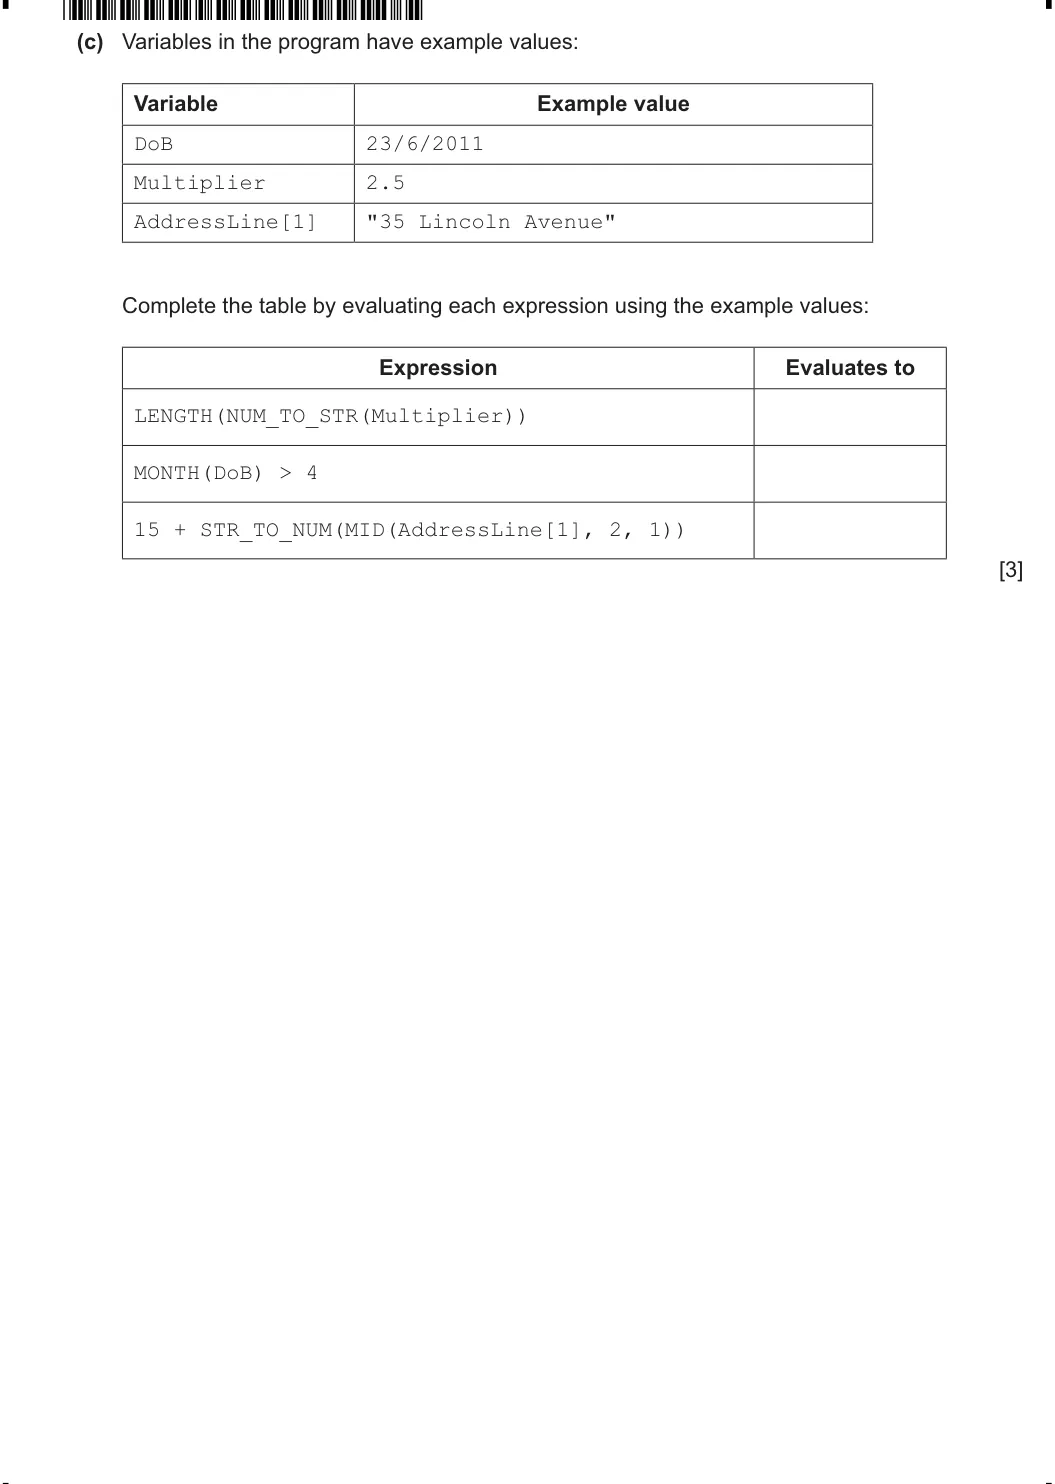 (c) Variables in the program have example values:
Variable Example value
DoB 23/6/2011
Multiplier 2.5
AddressLine[1] "35 Lincoln Avenue"
Complete the table by evaluating each expression using the example values:
Expression Evaluates to
LENGTH(NUM_TO_STR(Multiplier))
MONTH(DoB) > 4
15 + STR_TO_NUM(MID(AddressLine[1], 2, 1))
[3]